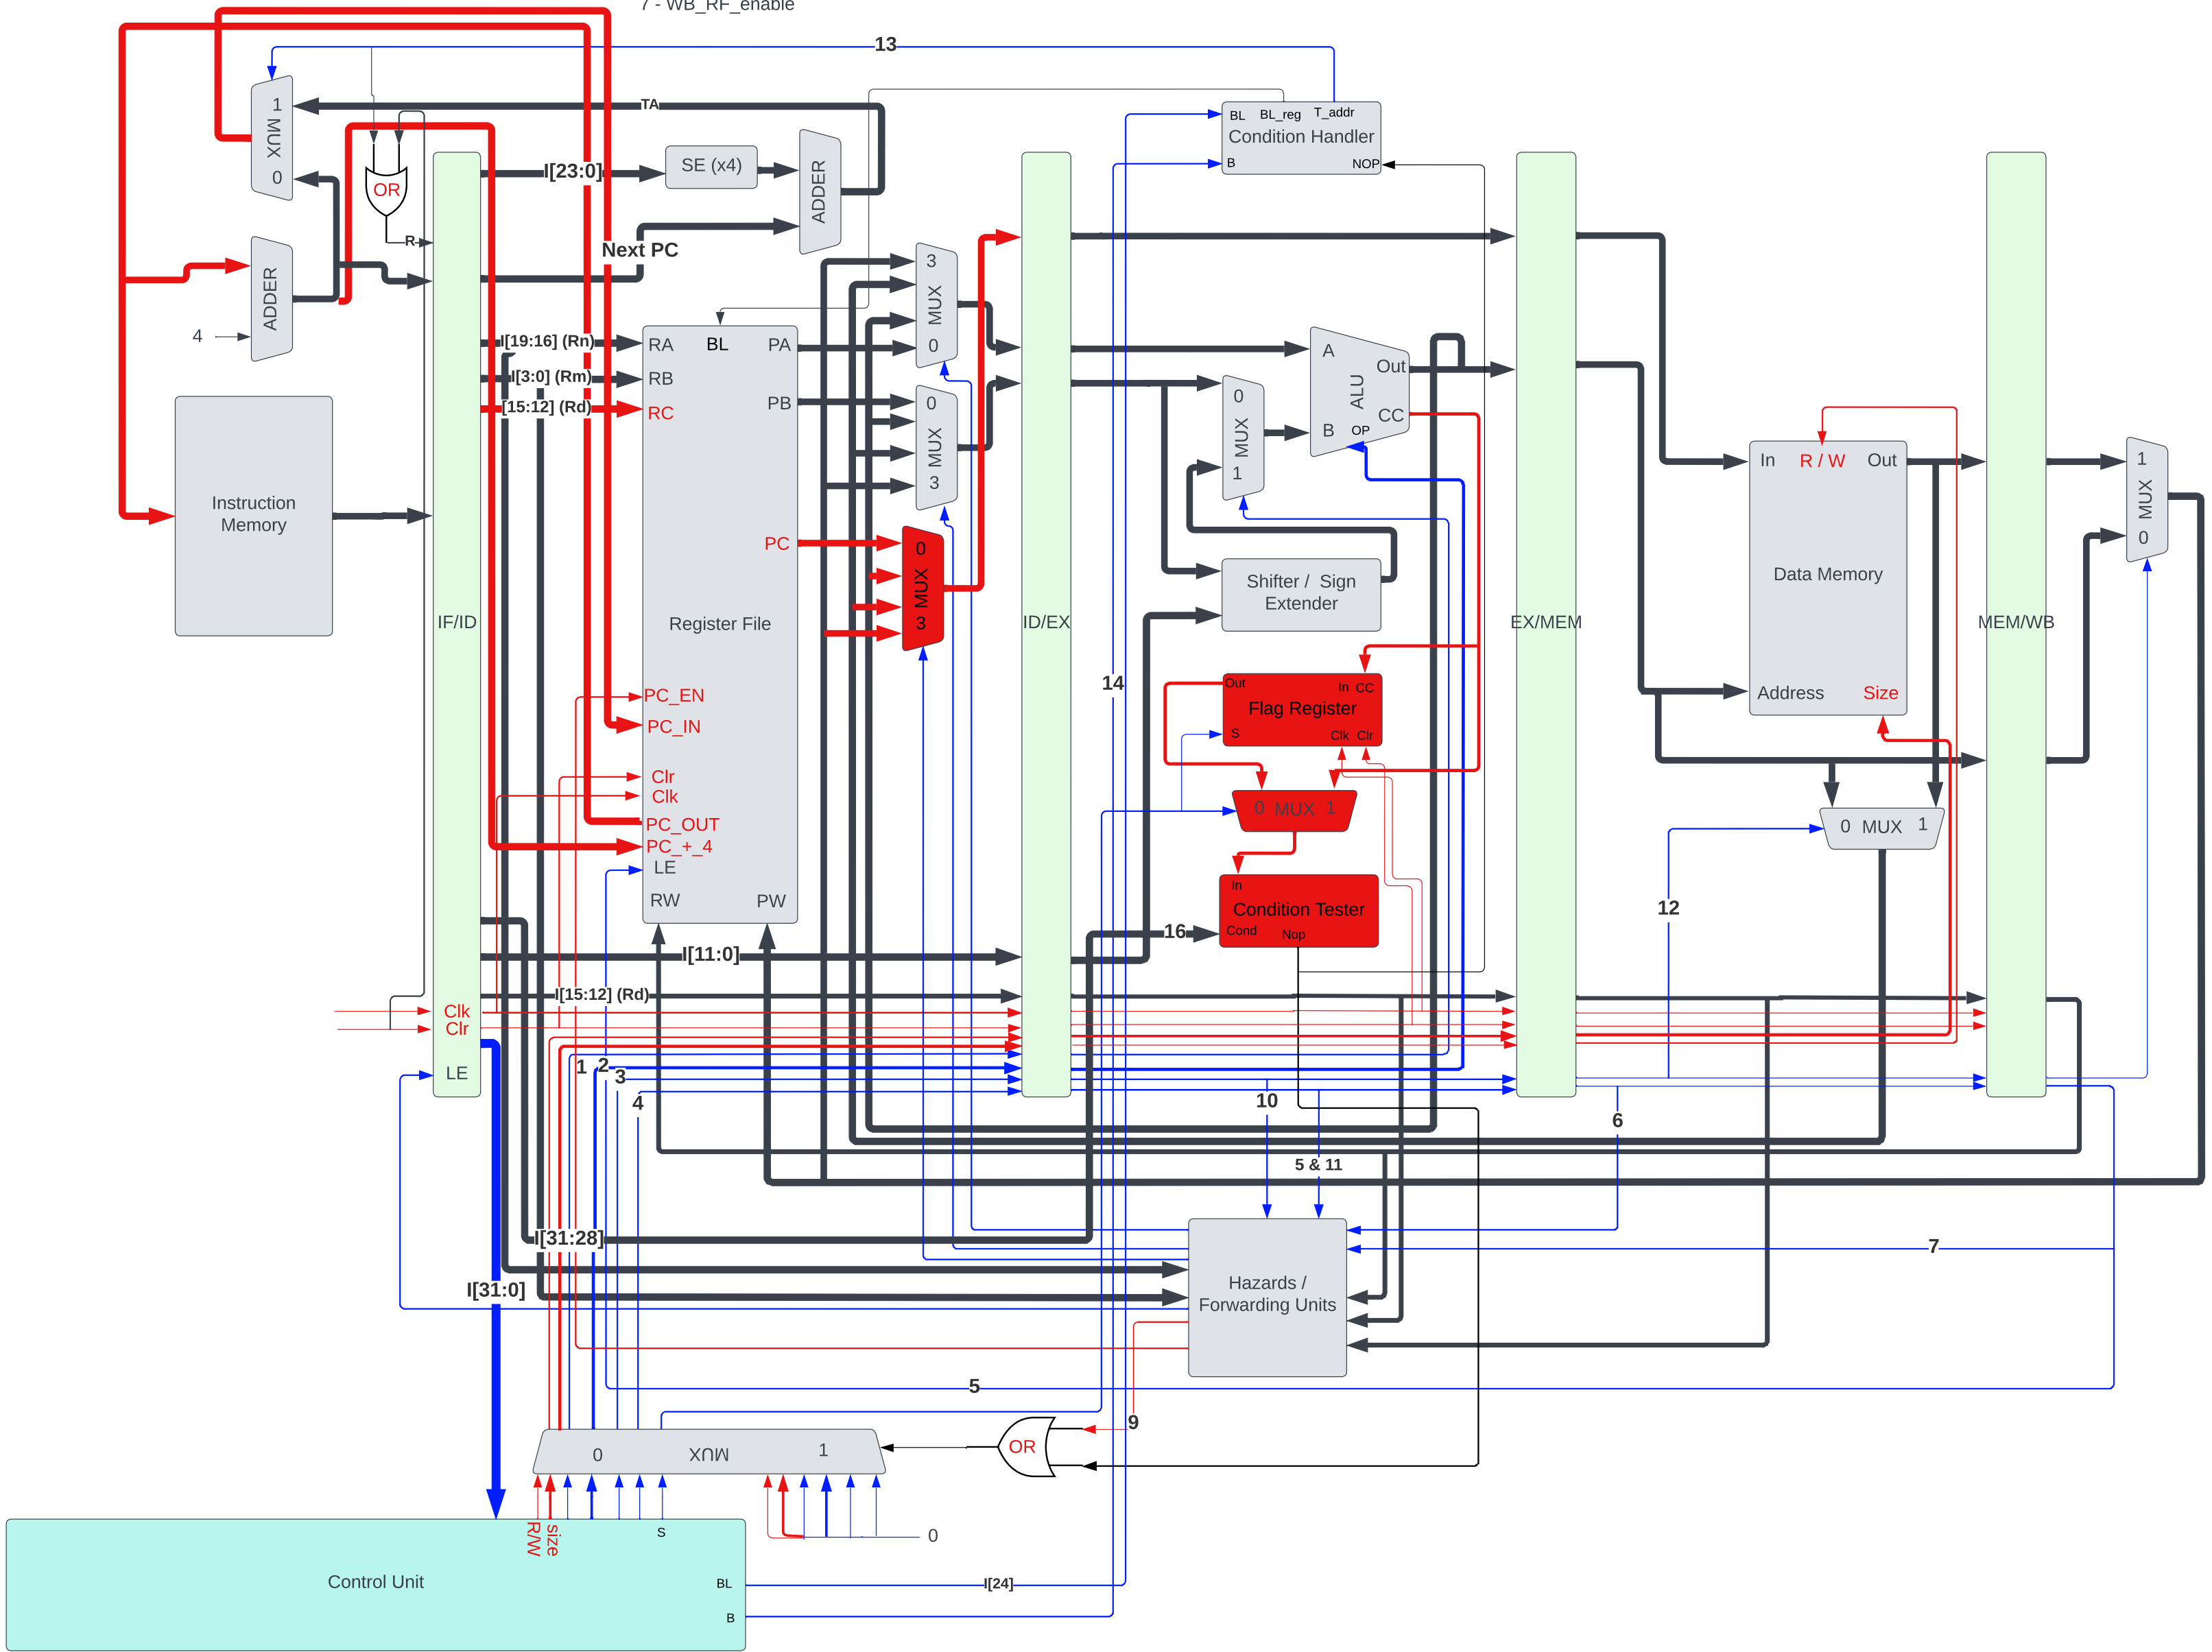 7 - WB_RF_enable
13
1
MUX
0
TA
OR
R
I[23:0]
SE (x4)
ADDER
BL
BL_reg
T_addr
Condition Handler
B
NOP
Next PC
ADDER
4
I[19:16] (Rn)
I[3:0] (Rm)
[15:12] (Rd)
RA
BL
PA
RB
RC
PB
PC
Register File
PC_EN
PC_IN
Clr
Clk
PC_OUT
PC_+_4
LE
RW
PW
3
MUX
0
0
MUX
3
0
MUX
3
Instruction
Memory
IF/ID
ID/EX
EX/MEM
MEM/WB
A
Out
ALU
CC
B
OP
0
MUX
1
Shifter / Sign
Extender
14
Out
In
CC
Flag Register
S
Clk
Clr
0 MUX 1
In
Condition Tester
16
Cond
Nop
In
R / W
Out
Data Memory
Address
Size
0 MUX 1
12
1
MUX
0
I[11:0]
I[15:12] (Rd)
Clk
Clr
LE
1
2
3
4
10
5 & 11
6
I[31:28]
I[31:0]
7
Hazards /
Forwarding Units
5
9
OR
0
MUX
1
R/W
size
S
0
Control Unit
BL
I[24]
B